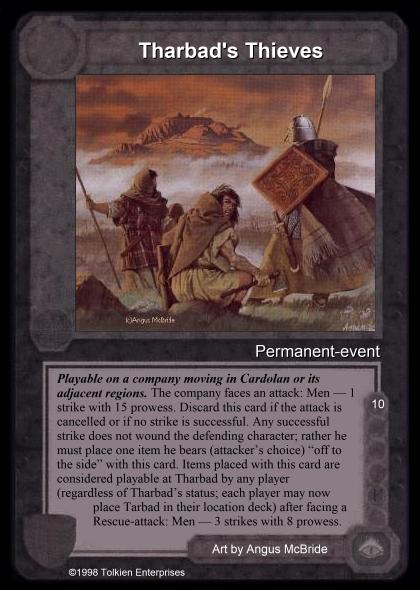 Tharbad's Thieves
(c)Angus McBride
Permanent-event
Playable on a company moving in Cardolan or its
adjacent regions. The company faces an attack: Men — 1
strike with 15 prowess. Discard this card if the attack is
cancelled or if no strike is successful. Any successful
strike does not wound the defending character; rather he
must place one item he bears (attacker's choice) “off to
the side” with this card. Items placed with this card are
considered playable at Tharbad by any player
(regardless of Tharbad's status; each player may now
place Tarbad in their location deck) after facing a
Rescue-attack: Men — 3 strikes with 8 prowess.
10
Art by Angus McBride
©1998 Tolkien Enterprises